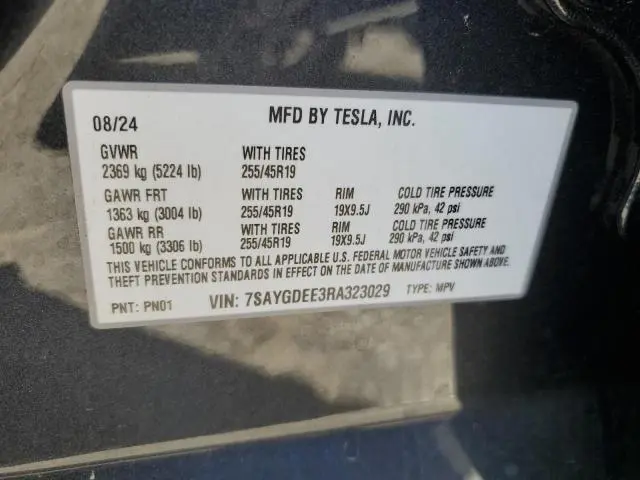 08/24 MFD BY TESLA, INC.
GVWR WITH TIRES
2369 kg (5224 lb) 255/45R19
GAWR FRT WITH TIRES RIM COLD TIRE PRESSURE
1363 kg (3004 lb) 255/45R19 19X9.5J 290 kPa, 42 psi
GAWR RR WITH TIRES RIM COLD TIRE PRESSURE
1500 kg (3306 lb) 255/45R19 19X9.5J 290 kPa, 42 psi
THIS VEHICLE CONFORMS TO ALL APPLICABLE U.S. FEDERAL MOTOR VEHICLE SAFETY AND
THEFT PREVENTION STANDARDS IN EFFECT ON THE DATE OF MANUFACTURE SHOWN ABOVE.
PNT: PN01 VIN: 7SAYGDEE3RA323029 TYPE: MPV